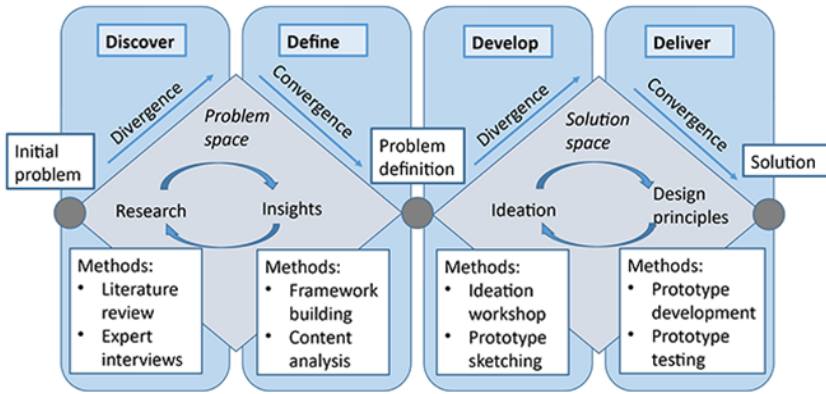 Discover
Define
Develop
Deliver
Divergence
Convergence
Divergence
Convergence
Problem
space
Solution
space
Initial
problem
Problem
definition
Solution
Research
Insights
Ideation
Design
principles
Methods:
• Literature
review
• Expert
interviews
Methods:
• Framework
building
• Content
analysis
Methods:
• Ideation
workshop
• Prototype
sketching
Methods:
• Prototype
development
• Prototype
testing